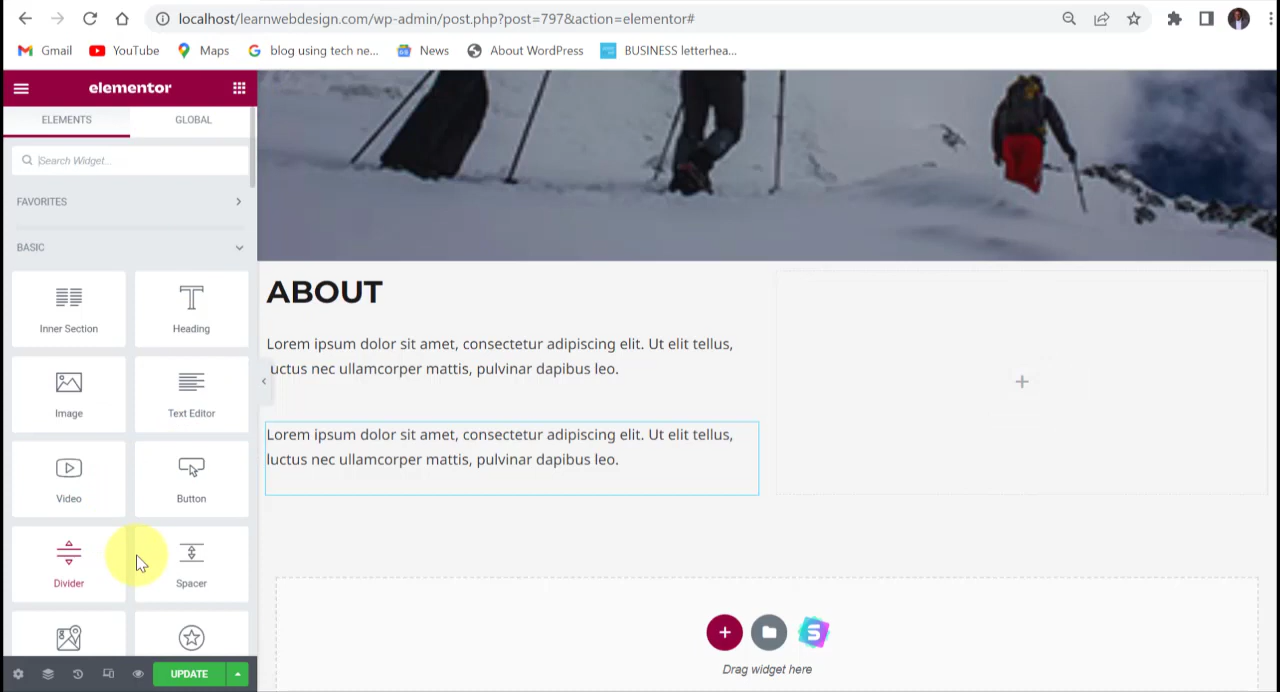 localhost/learnwebdesign.com/wp-admin/post.php?post=797&action=elementor#
Gmail
YouTube
Maps
blog using tech ne...
News
About WordPress
BUSINESS letterhea...
elementor
ELEMENTS
GLOBAL
Search Widget...
FAVORITES
BASIC
Inner Section
Heading
Image
Text Editor
Video
Button
Divider
Spacer
UPDATE
ABOUT
Lorem ipsum dolor sit amet, consectetur adipiscing elit. Ut elit tellus,
luctus nec ullamcorper mattis, pulvinar dapibus leo.
Lorem ipsum dolor sit amet, consectetur adipiscing elit. Ut elit tellus,
luctus nec ullamcorper mattis, pulvinar dapibus leo.
S
Drag widget here